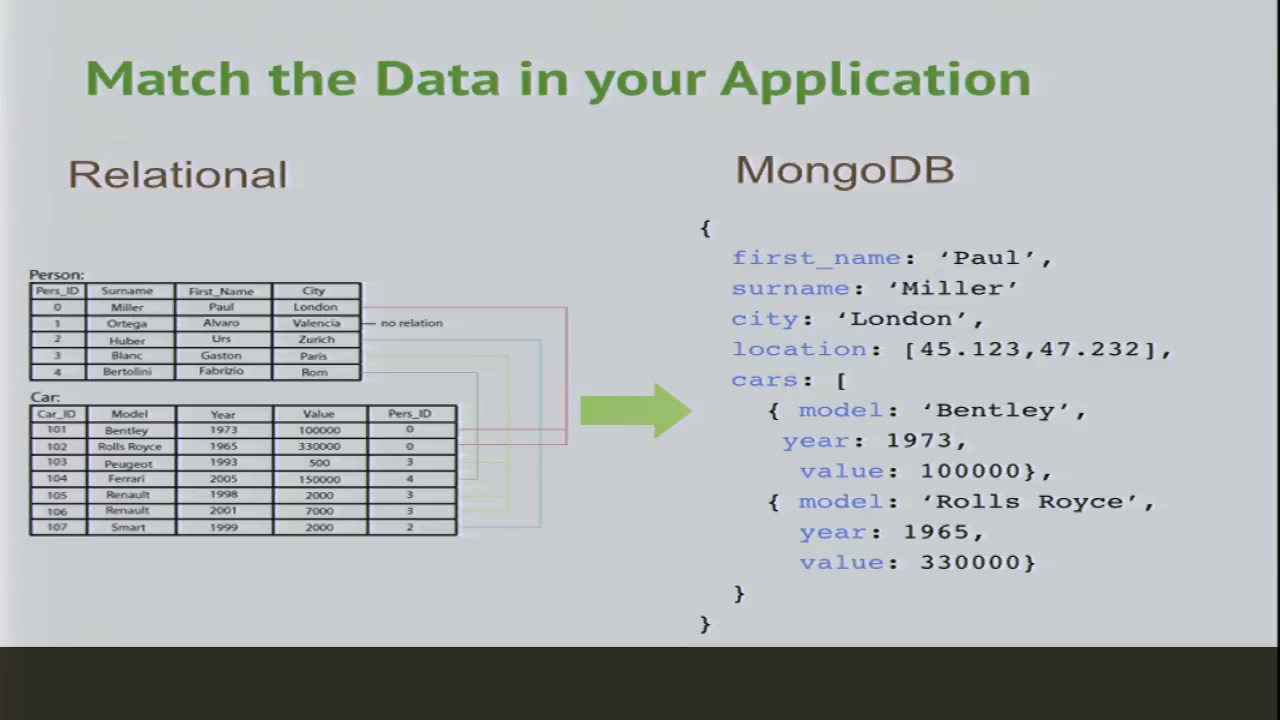 Match the Data in your Application
Relational
Person:
Pers_ID Surname First_Name City
0 Miller Paul London
1 Ortega Alvaro Valencia no relation
2 Huber Urs Zurich
3 Blanc Gaston Paris
4 Bertolini Fabrizio Rom
Car:
Car_ID Model Year Value Pers_ID
101 Bentley 1973 100000 0
102 Rolls Royce 1965 330000 0
103 Peugeot 1993 500 3
104 Ferrari 2005 150000 4
105 Renault 1998 2000 3
106 Renault 2001 7000 3
107 Smart 1999 2000 2
MongoDB
{
first_name: ‘Paul’,
surname: ‘Miller’
city: ‘London’,
location: [45.123,47.232],
cars: [
{ model: ‘Bentley’,
year: 1973,
value: 100000},
{ model: ‘Rolls Royce’,
year: 1965,
value: 330000}
}
}